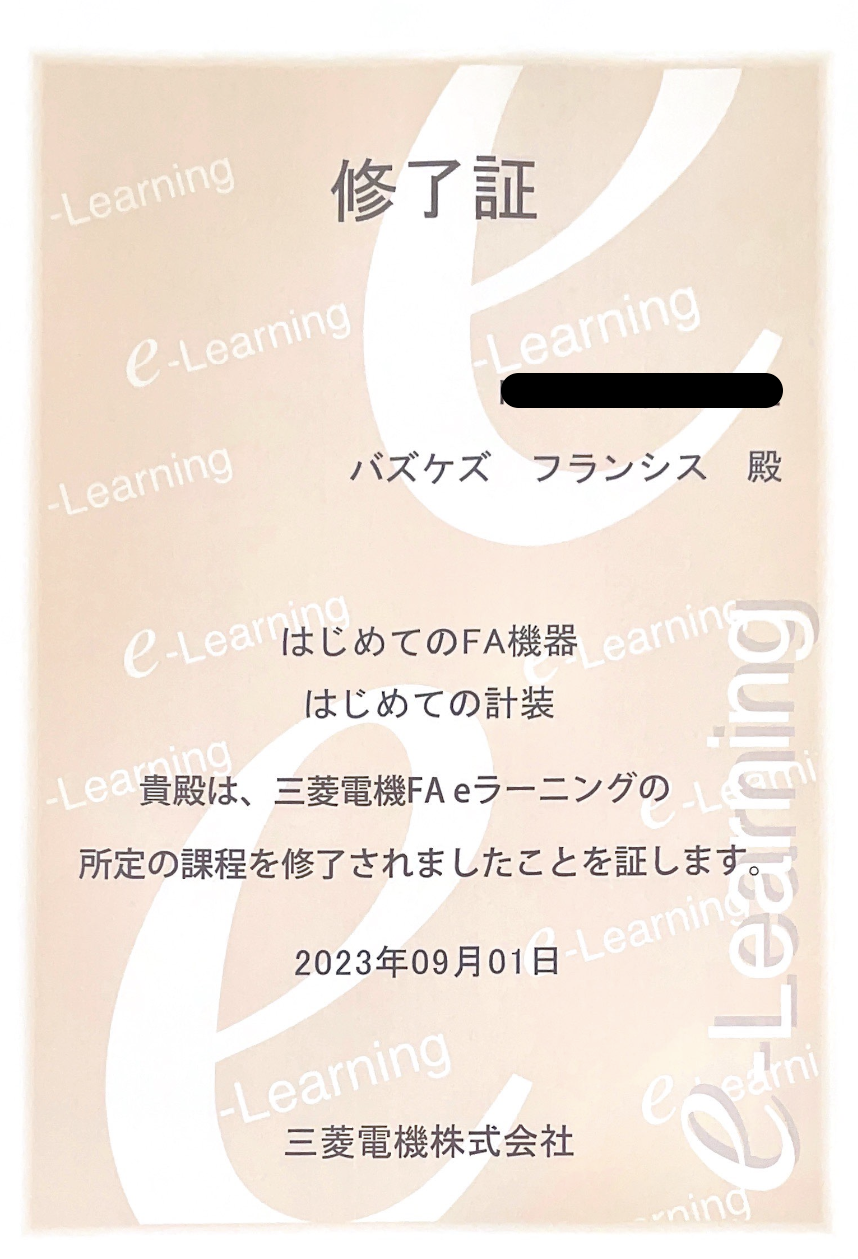 修了証
バズケズ　フランシス　殿
はじめてのFA機器
はじめての計装
貴殿は、三菱電機FA eラーニングの
所定の課程を修了されましたことを証します。
2023年09月01日
三菱電機株式会社
e-Learning
-Learning
e-Learning
-Learning
-Learning
e-Learning
e-Learning
-Learning
e-Learni
e-Learning
-Learning
e-Learni
rning